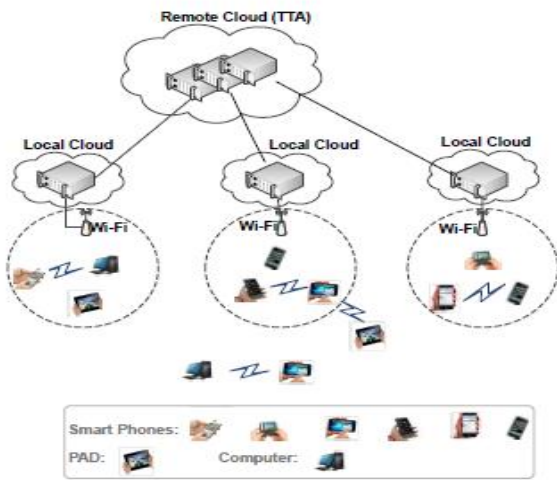 Remote Cloud (TTA)
Local Cloud
Local Cloud
Local Cloud
Wi-Fi
Wi-Fi
Wi-Fi
Smart Phones:
PAD:
Computer: